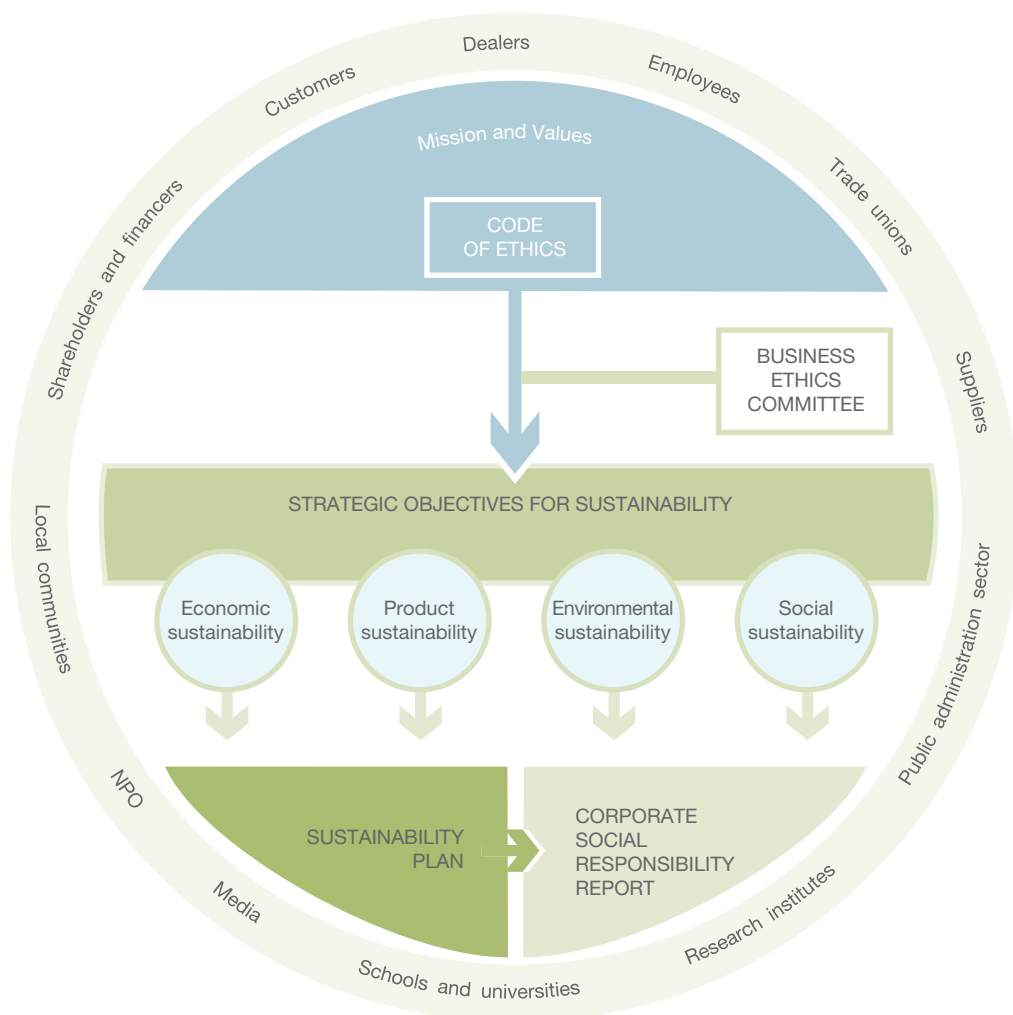 Dealers
Employees
Customers
Trade unions
Shareholders and financers
Suppliers
Local communities
Public administration sector
NPO
Research institutes
Media
Schools and universities
Mission and Values
CODE
OF ETHICS
BUSINESS
ETHICS
COMMITTEE
STRATEGIC OBJECTIVES FOR SUSTAINABILITY
Economic
sustainability
Product
sustainability
Environmental
sustainability
Social
sustainability
SUSTAINABILITY
PLAN
CORPORATE
SOCIAL
RESPONSIBILITY
REPORT